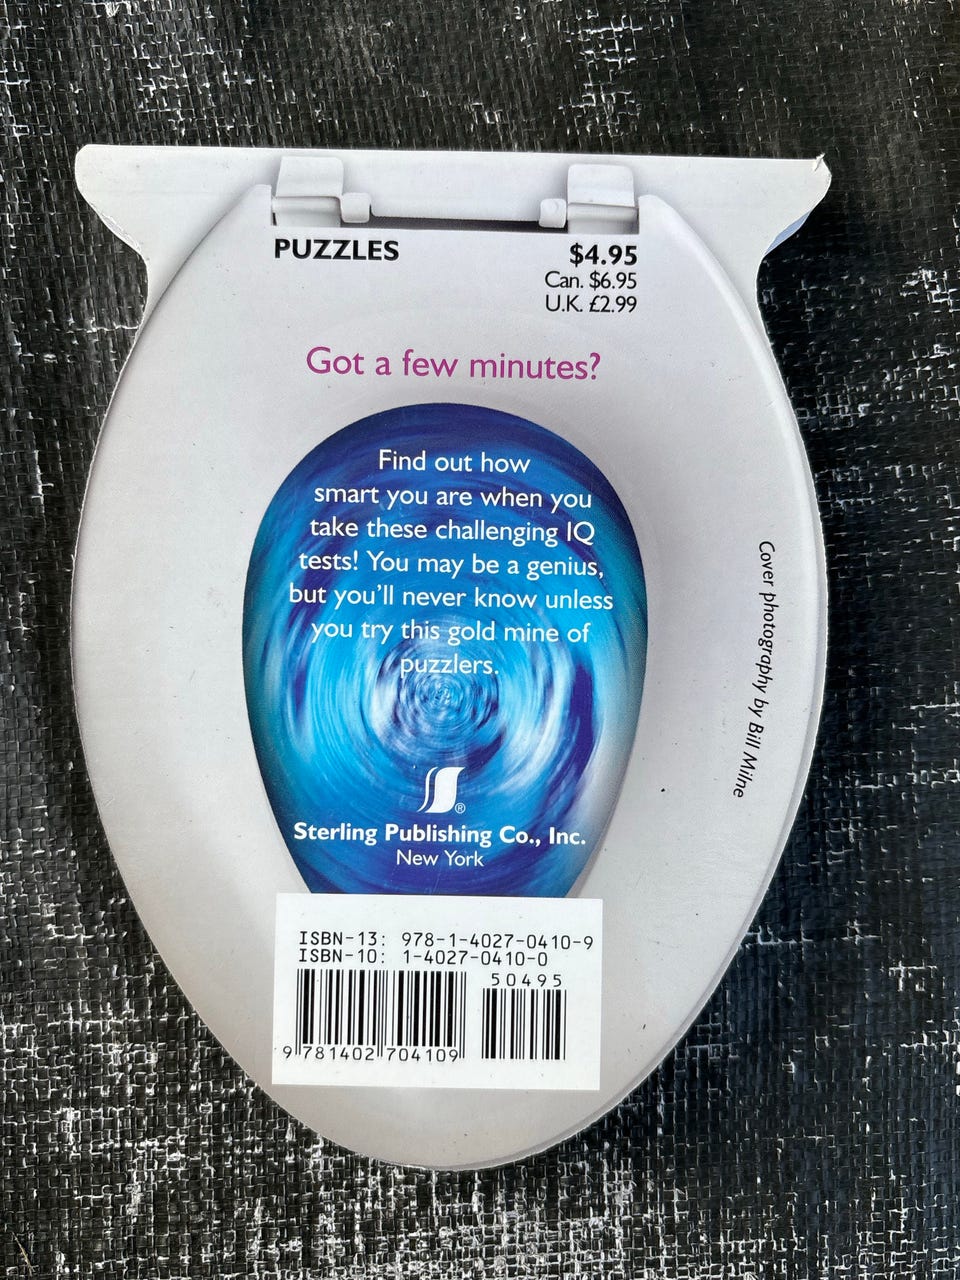 PUZZLES
$4.95
Can. $6.95
U.K. £2.99
Got a few minutes?
Find out how
smart you are when you
take these challenging IQ
tests! You may be a genius,
but you'll never know unless
you try this gold mine of
puzzlers.
Cover photography by Bill Milne
®
Sterling Publishing Co., Inc.
New York
ISBN-13: 978-1-4027-0410-9
ISBN-10: 1-4027-0410-0
50495
9 781402 704109